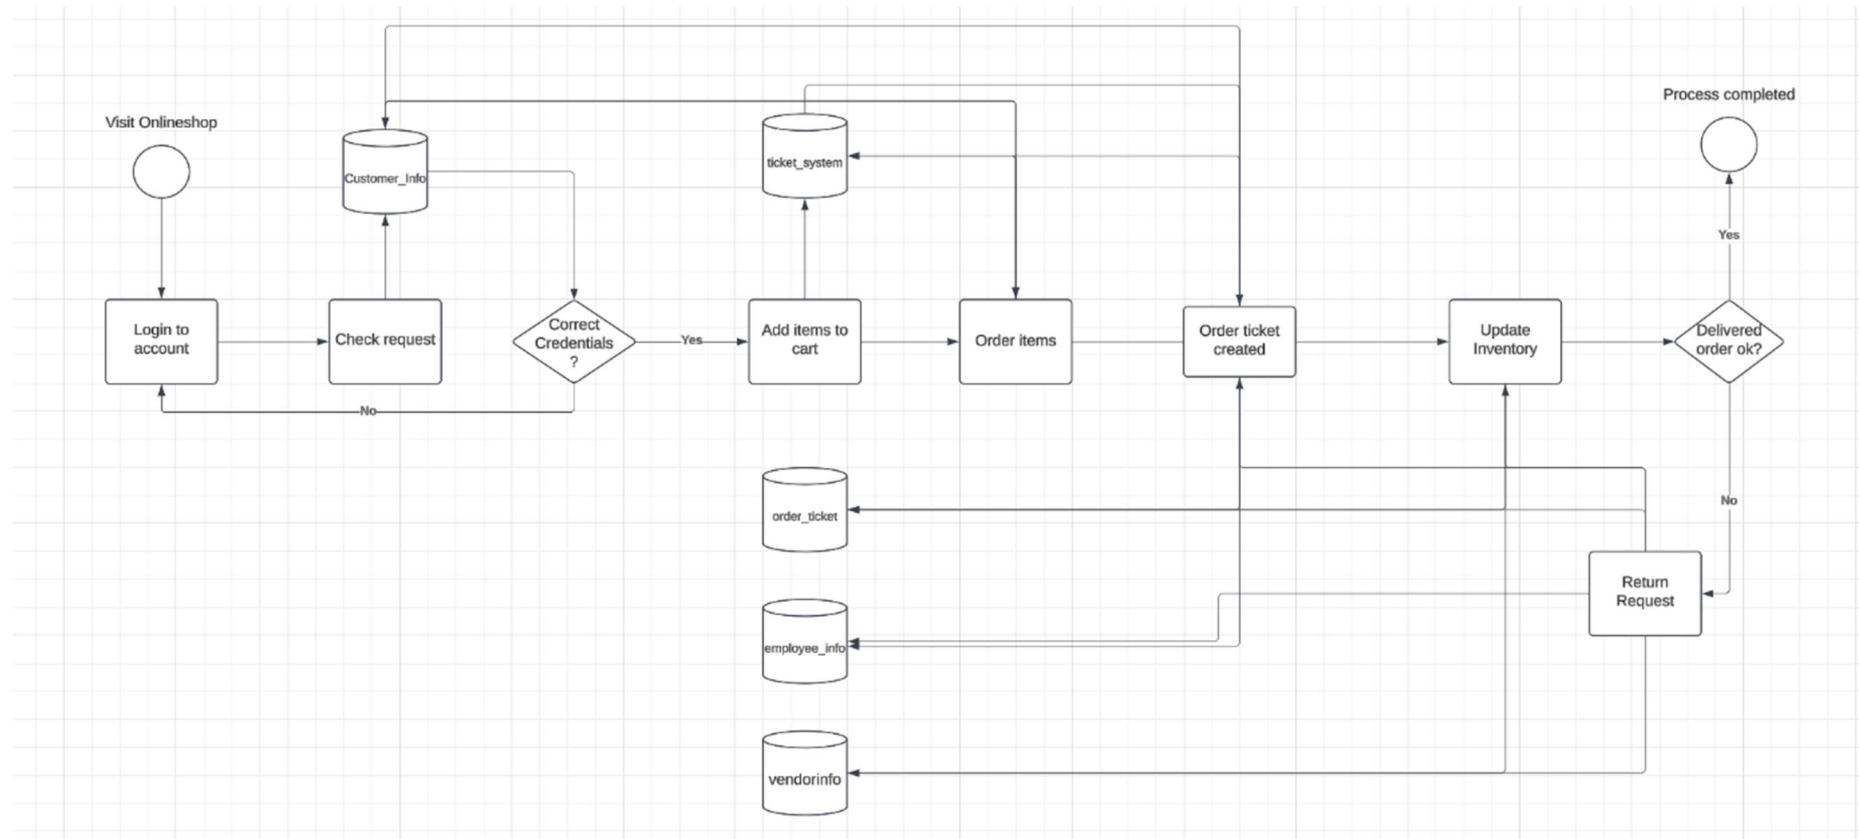 Process completed
Visit Onlineshop
ticket_system
Customer_Info
Yes
Login to
account
Check request
Correct
Credentials
?
Yes
Add items to
cart
Order items
Order ticket
created
Update
Inventory
Delivered
order ok?
No
No
order_ticket
Return
Request
employee_info
vendorinfo